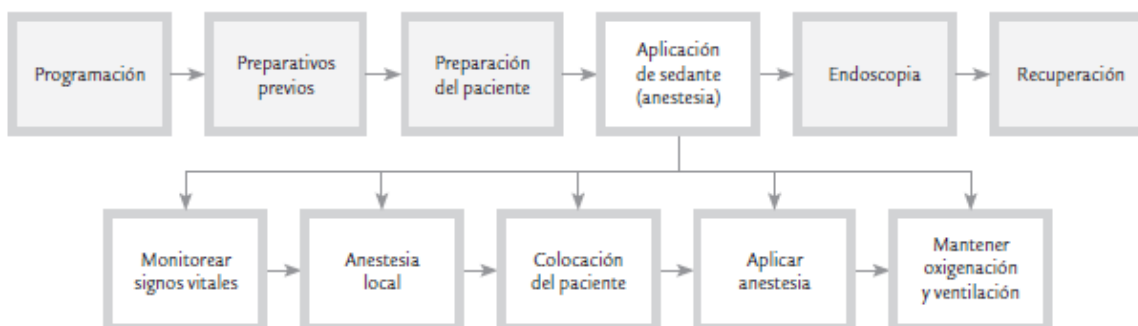 Programación
Preparativos
previos
Preparación
del paciente
Aplicación
de sedante
(anestesia)
Endoscopia
Recuperación
Monitorear
signos vitales
Anestesia
local
Colocación
del paciente
Aplicar
anestesia
Mantener
oxigenación
y ventilación